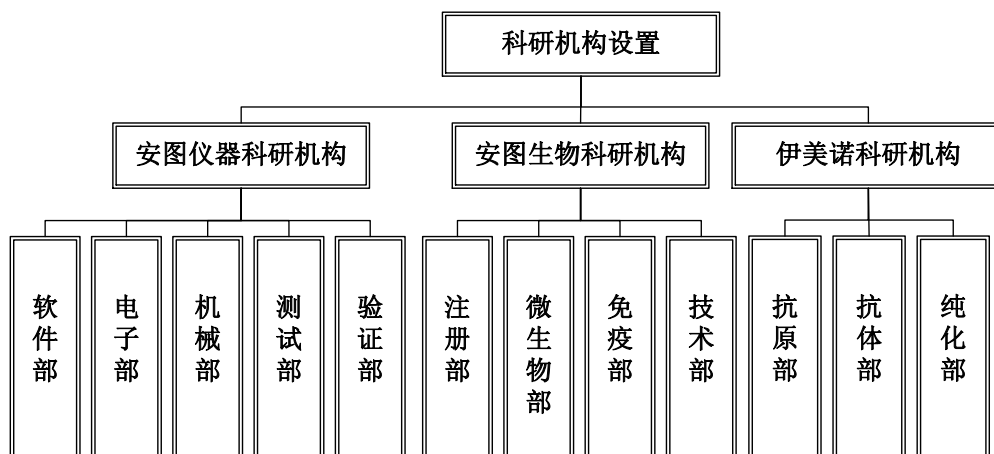 科研机构设置
安图仪器科研机构
安图生物科研机构
伊美诺科研机构
软件部
电子部
机械部
测试部
验证部
注册部
微生物部
免疫部
技术部
抗原部
抗体部
纯化部